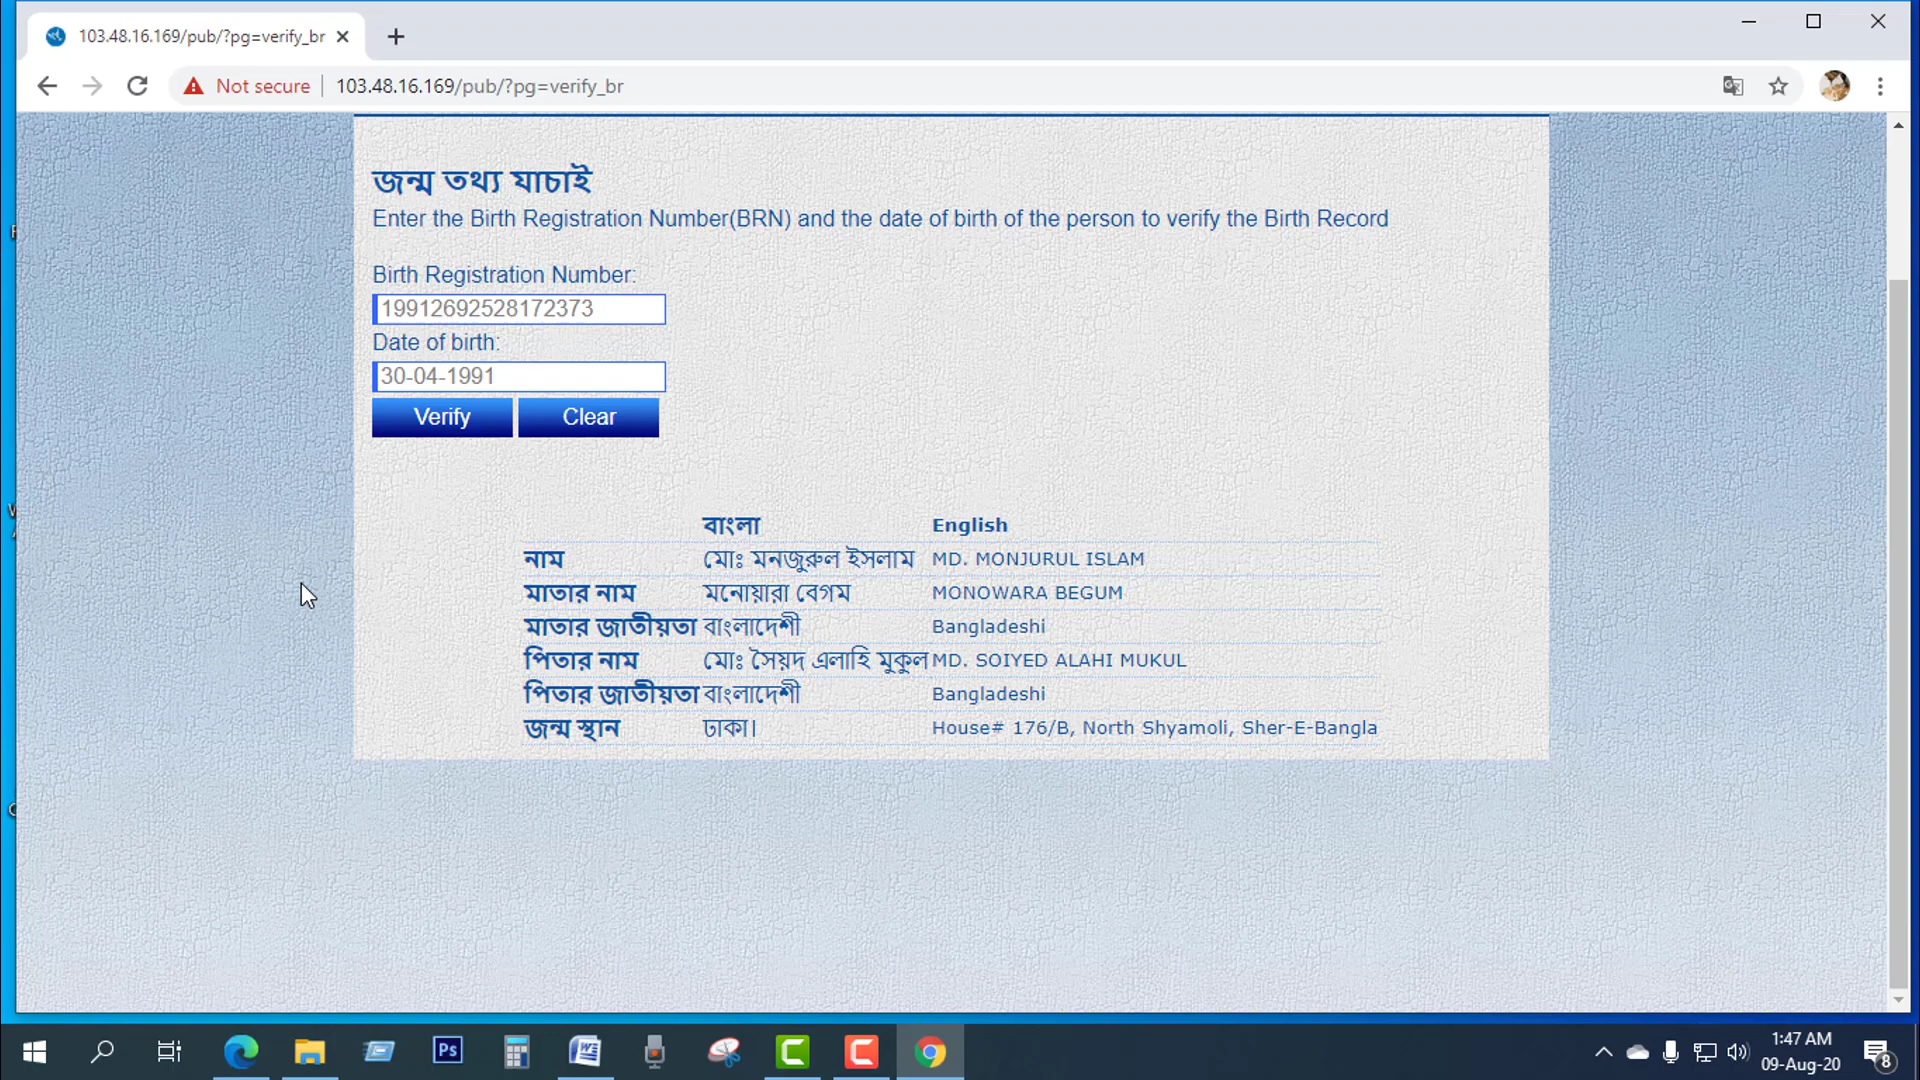 103.48.16.169/pub/?pg=verify_br
Not secure 103.48.16.169/pub/?pg=verify_br
জন্ম তথ্য যাচাই
Enter the Birth Registration Number(BRN) and the date of birth of the person to verify the Birth Record
Birth Registration Number:
19912692528172373
Date of birth:
30-04-1991
Verify Clear
বাংলা English
নাম মোঃ মনজুরুল ইসলাম MD. MONJURUL ISLAM
মাতার নাম মনোয়ারা বেগম MONOWARA BEGUM
মাতার জাতীয়তা বাংলাদেশী Bangladeshi
পিতার নাম মোঃ সৈয়দ এলাহি মুকুল MD. SOIYED ALAHI MUKUL
পিতার জাতীয়তা বাংলাদেশী Bangladeshi
জন্ম স্থান ঢাকা। House# 176/B, North Shyamoli, Sher-E-Bangla
Ps
W
1:47 AM
09-Aug-20
8